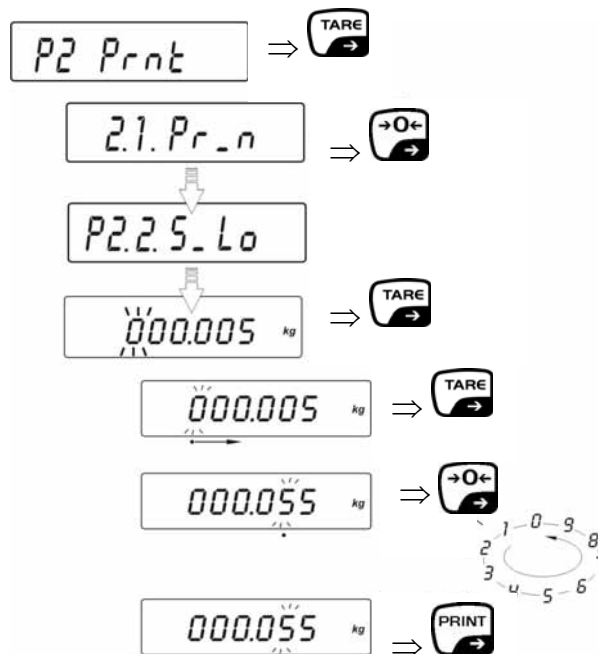 P2 Prnt
TARE
2.1. Pr_n
→0←
P2.2. S_Lo
000.005 kg
TARE
000.005 kg
TARE
000.055 kg
→0←
0 9 8 6 5 4 3 2 1
000.055 kg
PRINT